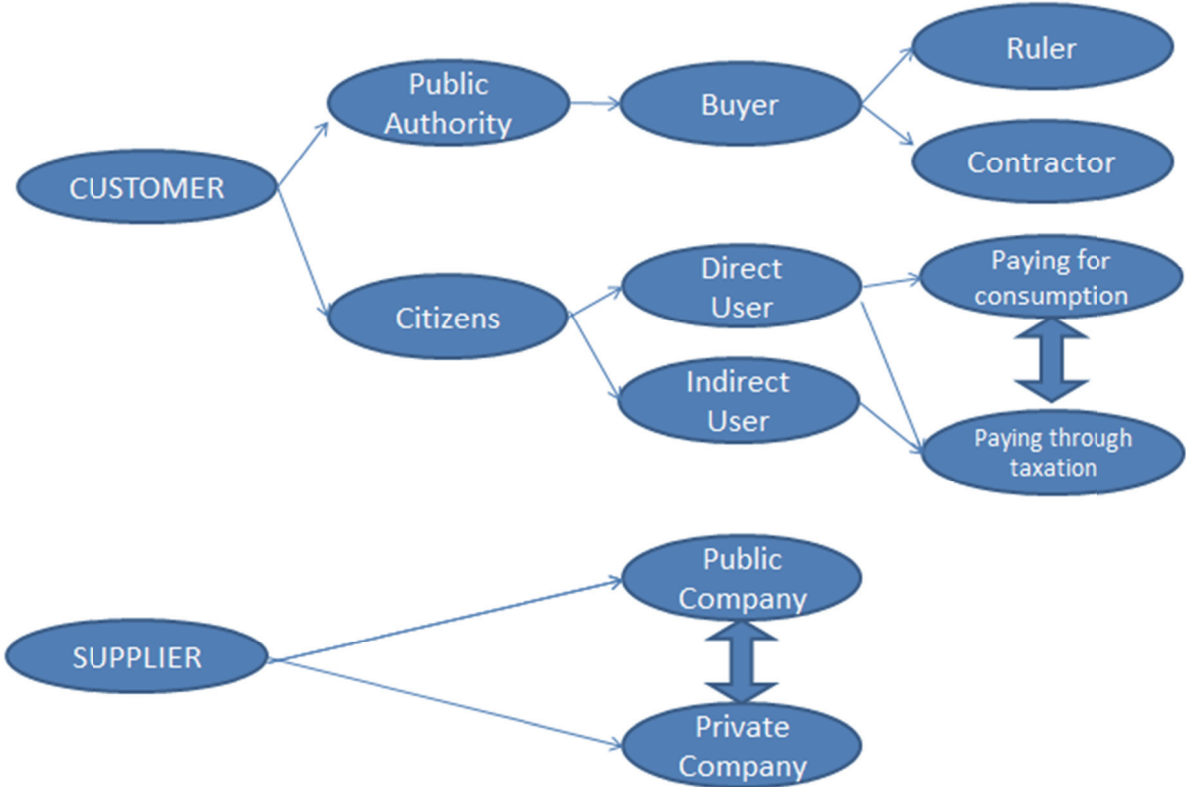 Ruler
Public
Authority
Buyer
Contractor
CUSTOMER
Direct
User
Paying for
consumption
Citizens
Indirect
User
Paying through
taxation
Public
Company
SUPPLIER
Private
Company